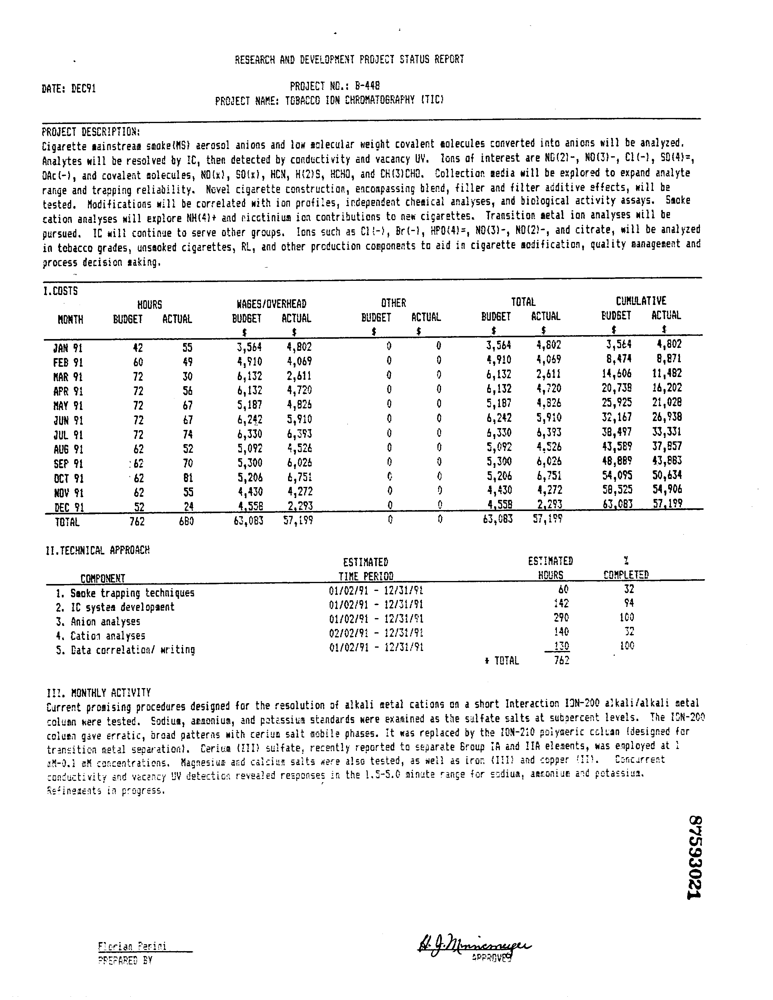 RESEARCH AND DEVELOPMENT PROJECT STATUS REPORT
DATE: DEC91 PROJECT NO.: B-448
PROJECT NAME: TOBACCO ION CHROMATOGRAPHY (TIC)
PROJECT DESCRIPTION:
Cigarette mainstream smoke(MS) aerosol anions and low molecular weight covalent molecules converted into anions will be analyzed.
Analytes will be resolved by IC, then detected by conductivity and vacancy UV. Ions of interest are NO(2)-, NO(3)-, Cl(-), SO(4)=,
OAc(-), and covalent molecules, NO(x), SO(x), HCN, H(2)S, HCHO, and CH(3)CHO. Collection media will be explored to expand analyte
range and trapping reliability. Novel cigarette construction, encompassing blend, filler and filter additive effects, will be
tested. Modifications will be correlated with ion profiles, independent chemical analyses, and biological activity assays. Smoke
cation analyses will explore NH(4)+ and nicotinium ion contributions to new cigarettes. Transition metal ion analyses will be
pursued. IC will continue to serve other groups. Ions such as Cl(-), Br(-), HPO(4)=, NO(3)-, NO(2)-, and citrate, will be analyzed
in tobacco grades, unsmoked cigarettes, RL, and other production components to aid in cigarette modification, quality management and
process decision making.
I.COSTS
HOURS WAGES/OVERHEAD OTHER TOTAL CUMULATIVE
MONTH BUDGET ACTUAL BUDGET ACTUAL BUDGET ACTUAL BUDGET ACTUAL BUDGET ACTUAL
$ $ $ $ $ $ $ $
JAN 91 42 55 3,564 4,802 0 0 3,564 4,802 3,564 4,802
FEB 91 60 49 4,910 4,069 0 0 4,910 4,069 8,474 8,871
MAR 91 72 30 6,132 2,611 0 0 6,132 2,611 14,606 11,482
APR 91 72 56 6,132 4,720 0 0 6,132 4,720 20,738 16,202
MAY 91 72 67 5,187 4,826 0 0 5,187 4,826 25,925 21,028
JUN 91 72 67 6,242 5,910 0 0 6,242 5,910 32,167 26,938
JUL 91 72 74 6,330 6,393 0 0 6,330 6,393 38,497 33,331
AUG 91 62 52 5,092 4,526 0 0 5,092 4,526 43,589 37,857
SEP 91 62 70 5,300 6,026 0 0 5,300 6,026 48,889 43,883
OCT 91 62 81 5,206 6,751 0 0 5,206 6,751 54,095 50,634
NOV 91 62 55 4,430 4,272 0 0 4,430 4,272 58,525 54,906
DEC 91 52 24 4,558 2,293 0 0 4,558 2,293 63,083 57,199
TOTAL 762 680 63,083 57,199 0 0 63,083 57,199
II.TECHNICAL APPROACH
ESTIMATED ESTIMATED %
COMPONENT TIME PERIOD HOURS COMPLETED
1. Smoke trapping techniques 01/02/91 - 12/31/91 60 32
2. IC system development 01/02/91 - 12/31/91 142 94
3. Anion analyses 01/02/91 - 12/31/91 290 100
4. Cation analyses 02/02/91 - 12/31/91 140 32
5. Data correlation/ writing 01/02/91 - 12/31/91 130 100
* TOTAL 762
III. MONTHLY ACTIVITY
Current promising procedures designed for the resolution of alkali metal cations on a short Interaction ION-200 alkali/alkali metal
column were tested. Sodium, ammonium, and potassium standards were examined as the sulfate salts at subpercent levels. The ION-200
column gave erratic, broad patterns with cerium salt mobile phases. It was replaced by the ION-210 polymeric column (designed for
transition metal separation). Cerium (III) sulfate, recently reported to separate Group IA and IIA elements, was employed at 1
mM-0.1 mM concentrations. Magnesium and calcium salts were also tested, as well as iron (III) and copper (II). Concurrent
conductivity and vacancy UV detection revealed responses in the 1.5-5.0 minute range for sodium, ammonium and potassium.
Refinements in progress.
87593021
Florian Perini H. J. Minnemeyer
PREPARED BY APPROVED